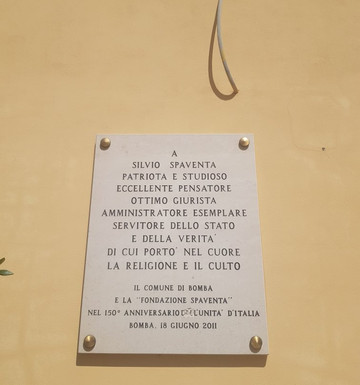 A
SILVIO SPAVENTA
PATRIOTA E STUDIOSO
ECCELLENTE PENSATORE
OTTIMO GIURISTA
AMMINISTRATORE ESEMPLARE
SERVITORE DELLO STATO
E DELLA VERITA'
DI CUI PORTO' NEL CUORE
LA RELIGIONE E IL CULTO
IL COMUNE DI BOMBA
E LA "FONDAZIONE SPAVENTA"
NEL 150° ANNIVERSARIO L'UNITA' D'ITALIA
BOMBA, 18 GIUGNO 2011